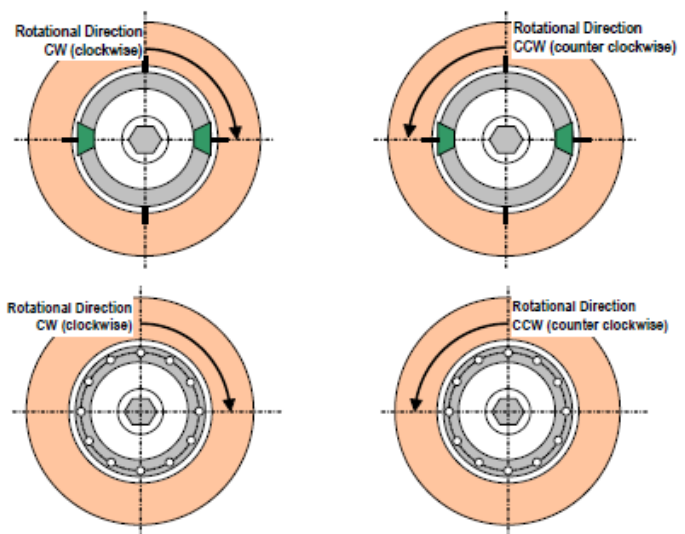 Rotational Direction
CW (clockwise)
Rotational Direction
CCW (counter clockwise)
Rotational Direction
CW (clockwise)
Rotational Direction
CCW (counter clockwise)